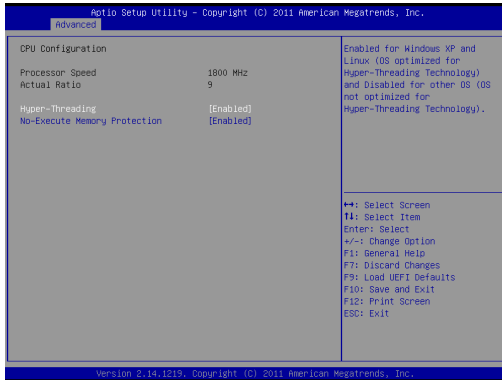 Aptio Setup Utility - Copyright (C) 2011 American Megatrends, Inc.
Advanced
CPU Configuration
Processor Speed 1800 MHz
Actual Ratio 9
Hyper-Threading [Enabled]
No-Execute Memory Protection [Enabled]
Enabled for Windows XP and
Linux (OS optimized for
Hyper-Threading Technology)
and Disabled for other OS (OS
not optimized for
Hyper-Threading Technology).
↔: Select Screen
↑↓: Select Item
Enter: Select
+/-: Change Option
F1: General Help
F7: Discard Changes
F9: Load UEFI Defaults
F10: Save and Exit
F12: Print Screen
ESC: Exit
Version 2.14.1219. Copyright (C) 2011 American Megatrends, Inc.